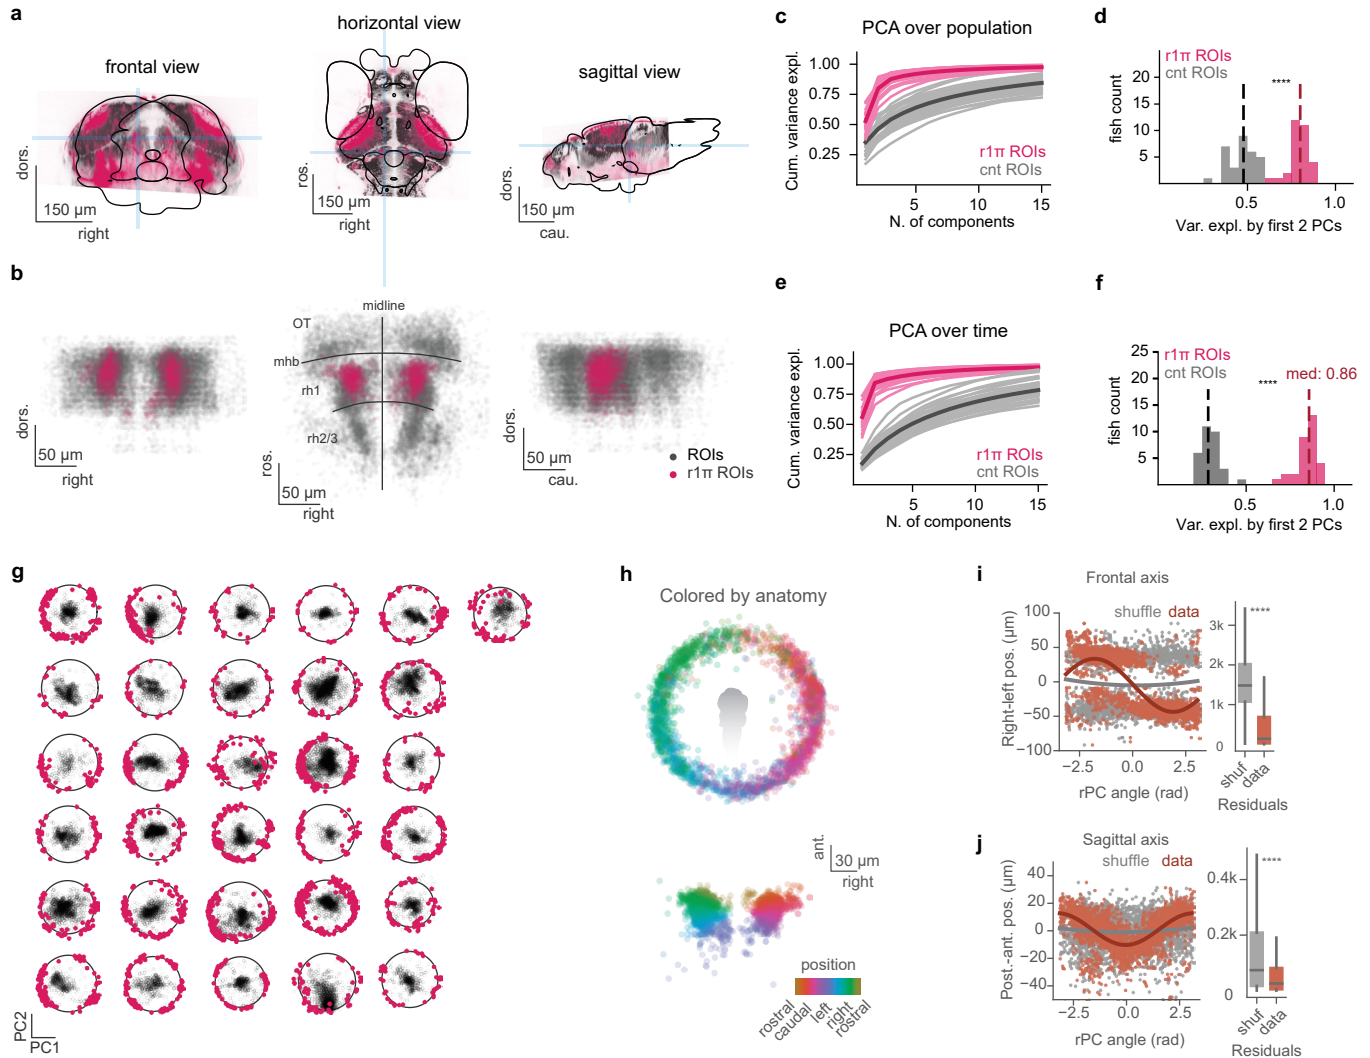 a
frontal view
horizontal view
sagittal view
dors.
150 µm
right
ros.
150 µm
right
dors.
150 µm
cau.
b
dors.
50 µm
right
midline
OT
mhb
rh1
rh2/3
ros.
50 µm
right
dors.
50 µm
cau.
ROIs
r1π ROIs
c
PCA over population
Cum. variance expl.
1.00
0.75
0.50
0.25
r1π ROIs
cnt ROIs
5
10
15
N. of components
d
r1π ROIs
cnt ROIs
****
fish count
20
15
10
5
0.5
1.0
Var. expl. by first 2 PCs
e
PCA over time
Cum. variance expl.
1.00
0.75
0.50
0.25
r1π ROIs
cnt ROIs
5
10
15
N. of components
f
r1π ROIs
cnt ROIs
****
med: 0.86
fish count
25
20
15
10
5
0.5
1.0
Var. expl. by first 2 PCs
g
PC2
PC1
h
Colored by anatomy
ant.
30 µm
right
position
rostral
caudal
left
right
rostral
i
Frontal axis
shuffle data
Right-left pos. (µm)
100
50
0
−50
−100
−2.5
0.0
2.5
rPC angle (rad)
****
3k
2k
1k
0
shuf
data
Residuals
j
Sagittal axis
shuffle data
Post.-ant. pos. (µm)
40
20
0
−20
−40
−2.5
0.0
2.5
rPC angle (rad)
****
0.4k
0.2k
0
shuf
data
Residuals